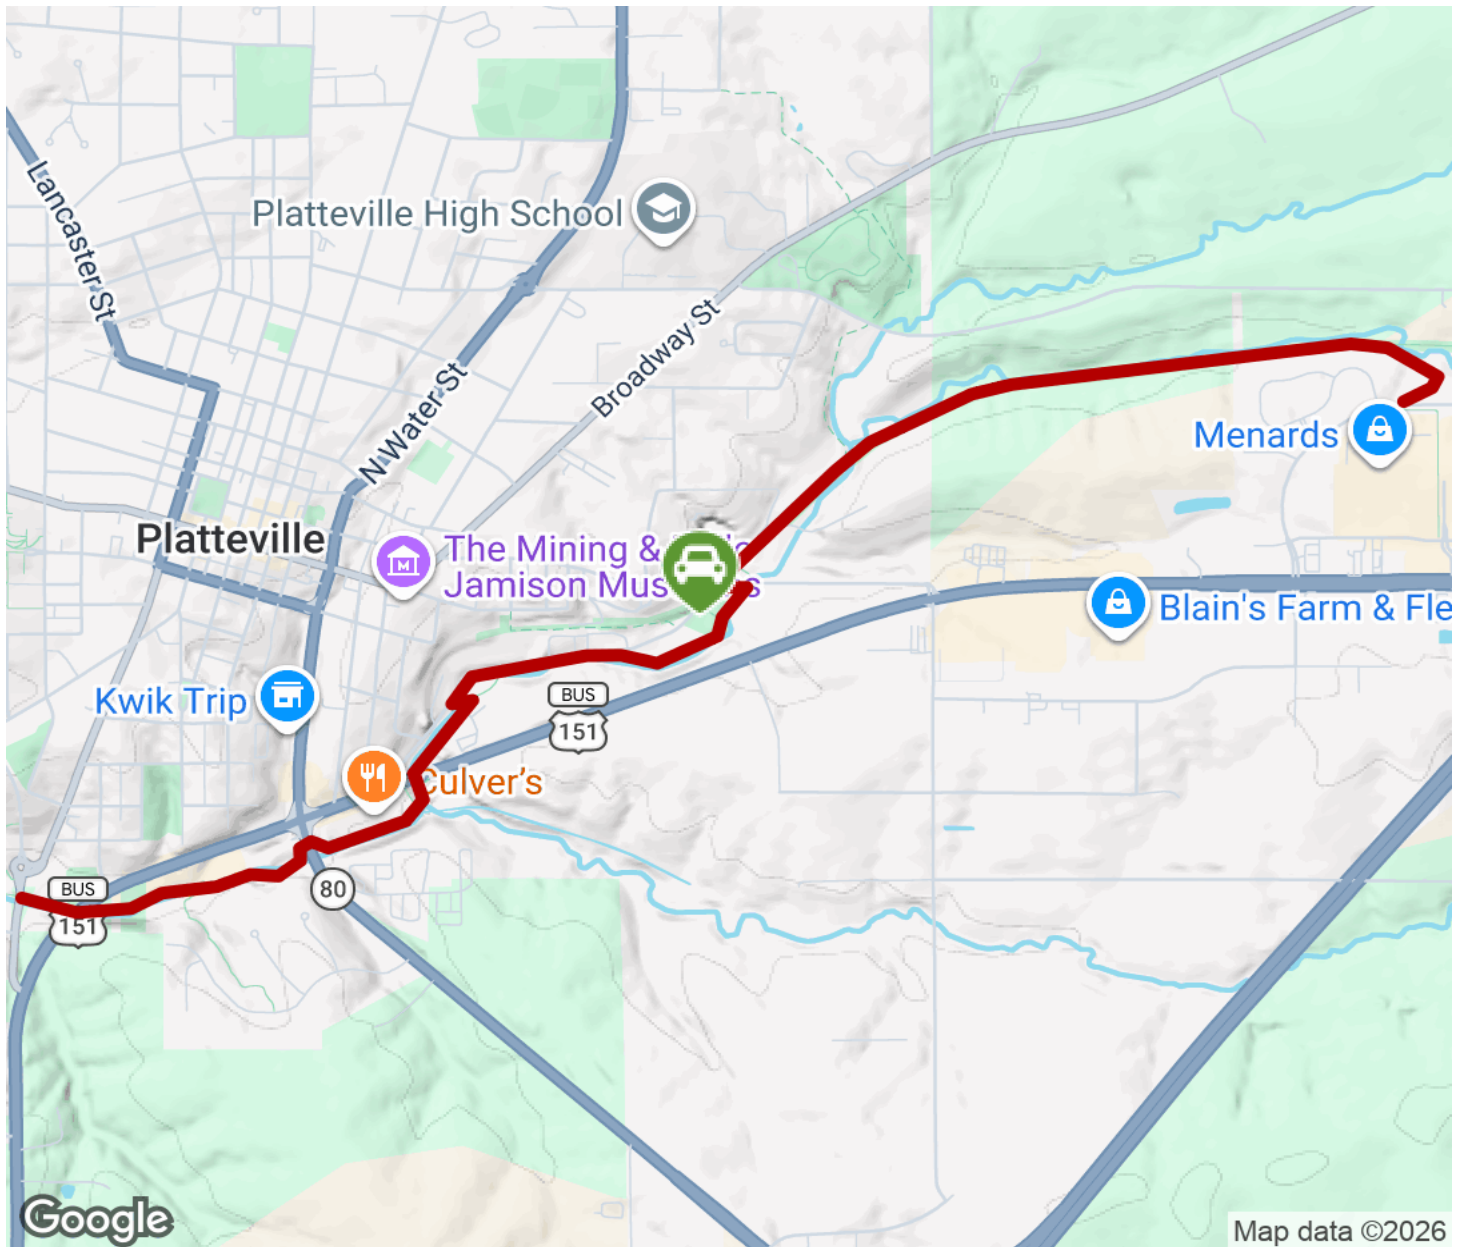 Lancaster St
Platteville High School
Broadway St
N Water St
Menards
Platteville
The Mining &
Jamison Mus
Blain's Farm & Fle
Kwik Trip
BUS
151
Culver's
80
BUS
151
Google
Map data ©2026